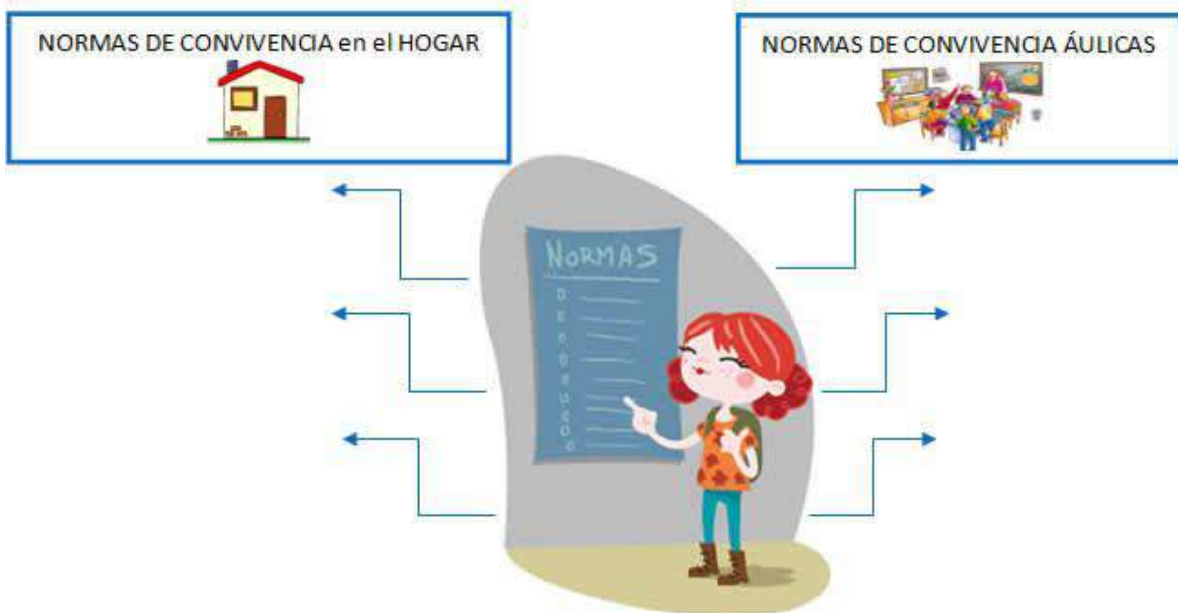 NORMAS DE CONVIVENCIA en el HOGAR
NORMAS DE CONVIVENCIA ÁULICAS
NORMAS